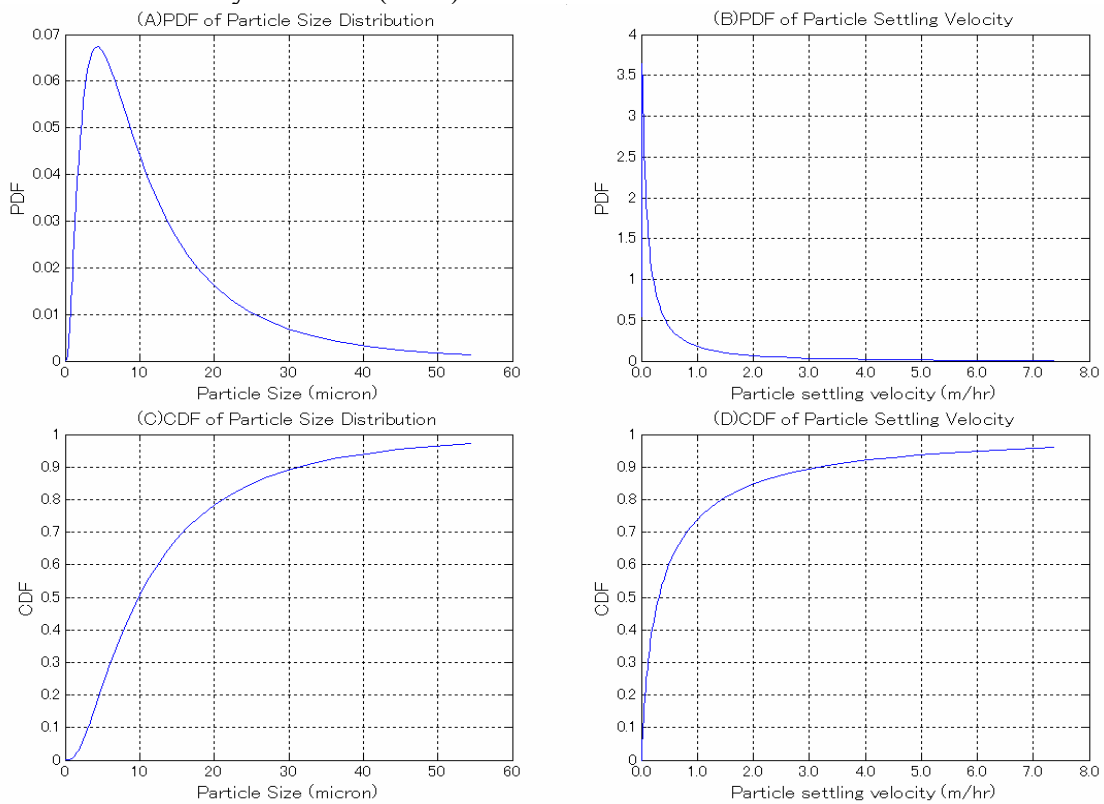 (A)PDF of Particle Size Distribution
0.07
0.06
0.05
0.04
0.03
0.02
0.01
0
PDF
0 10 20 30 40 50 60
Particle Size (micron)
(B)PDF of Particle Settling Velocity
4
3.5
3
2.5
2
1.5
1
0.5
0
PDF
0.0 1.0 2.0 3.0 4.0 5.0 6.0 7.0 8.0
Particle settling velocity (m/hr)
(C)CDF of Particle Size Distribution
1
0.9
0.8
0.7
0.6
0.5
0.4
0.3
0.2
0.1
0
CDF
0 10 20 30 40 50 60
Particle Size (micron)
(D)CDF of Particle Settling Velocity
1
0.9
0.8
0.7
0.6
0.5
0.4
0.3
0.2
0.1
0
CDF
0.0 1.0 2.0 3.0 4.0 5.0 6.0 7.0 8.0
Particle settling velocity (m/hr)